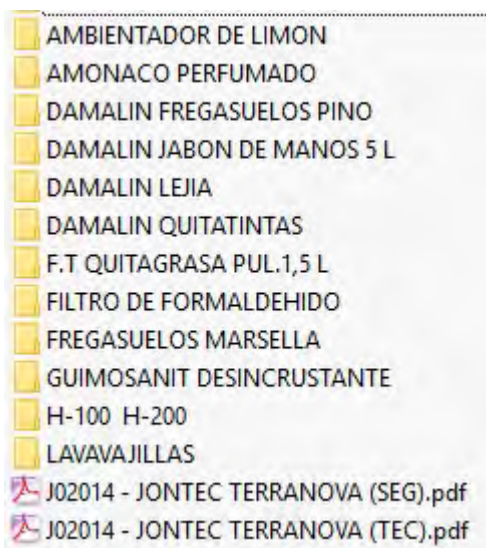 AMBIENTADOR DE LIMON
AMONACO PERFUMADO
DAMALIN FREGASUELOS PINO
DAMALIN JABON DE MANOS 5 L
DAMALIN LEJIA
DAMALIN QUITATINTAS
F.T QUITAGRASA PUL.1,5 L
FILTRO DE FORMALDEHIDO
FREGASUELOS MARSELLA
GUIMOSANIT DESINCRUSTANTE
H-100 H-200
LAVAVAJILLAS
J02014 - JONTEC TERRANOVA (SEG).pdf
J02014 - JONTEC TERRANOVA (TEC).pdf